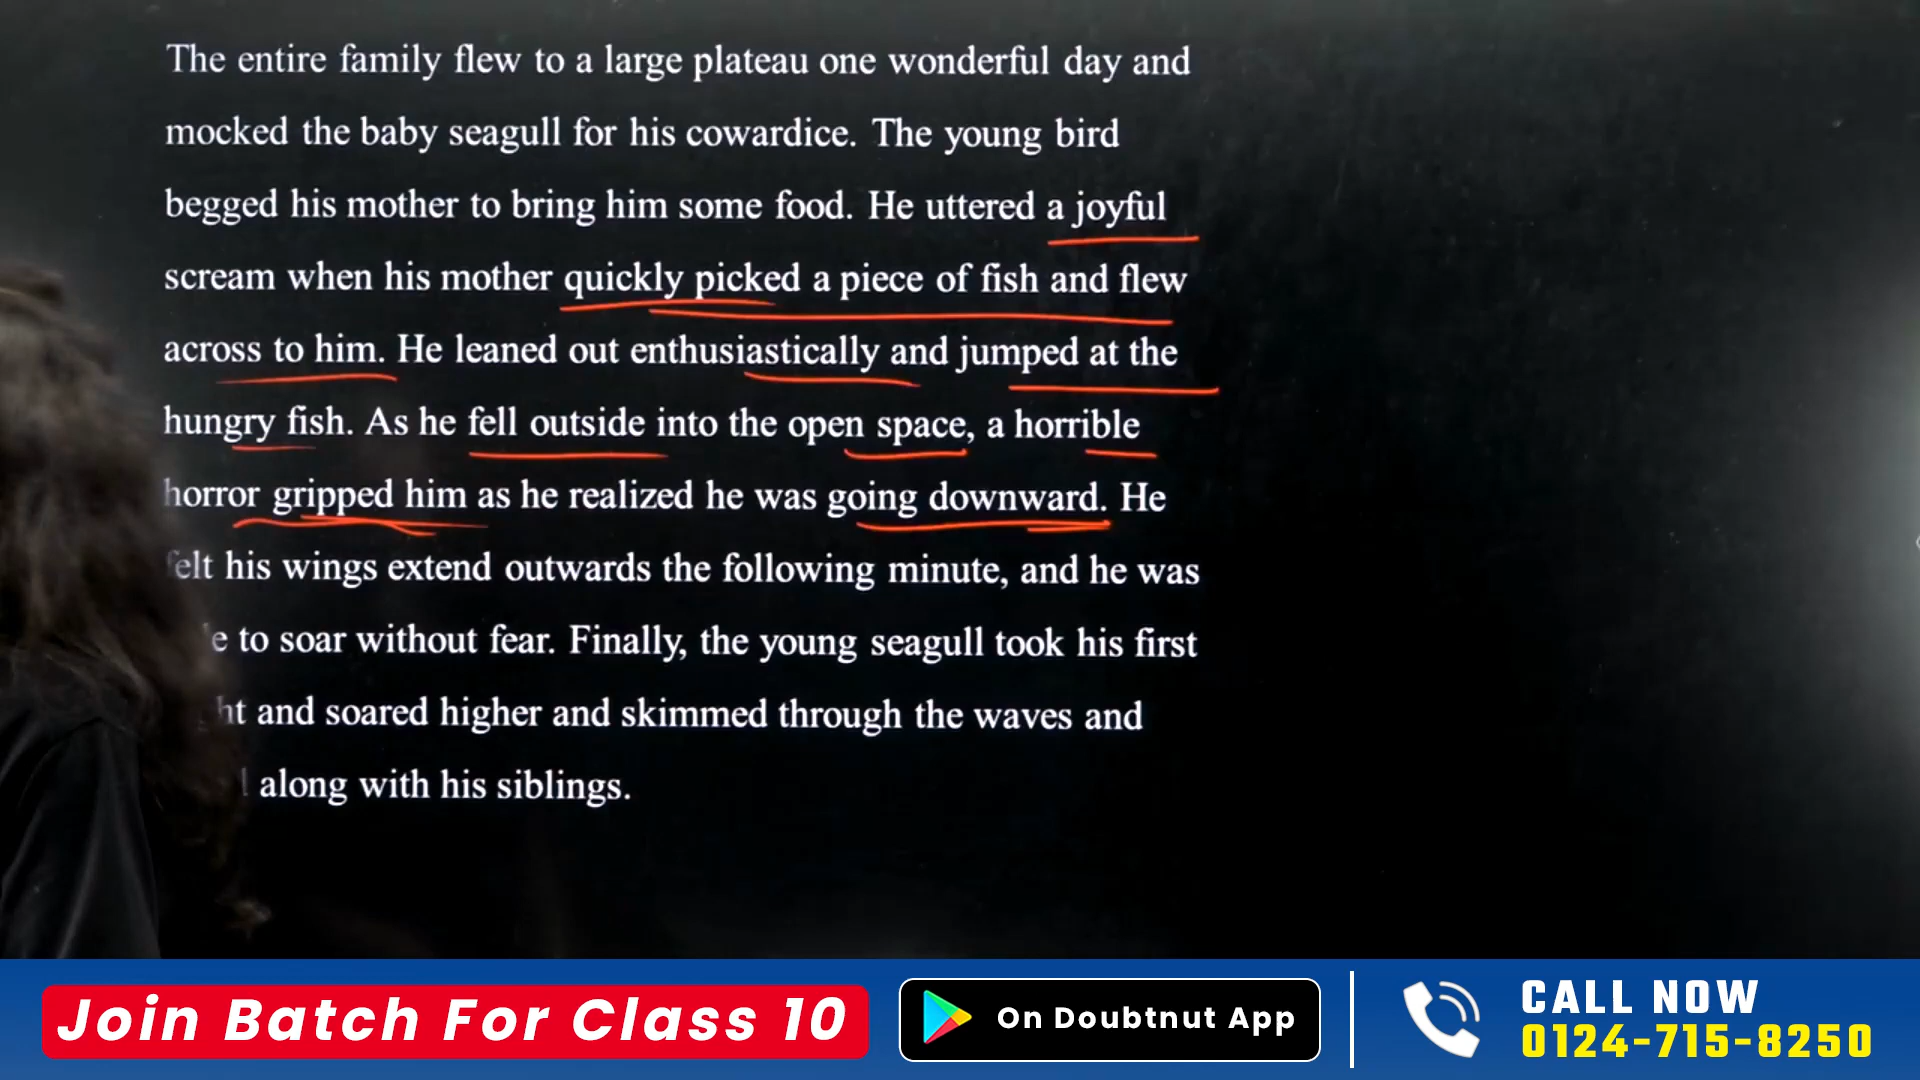 The entire family flew to a large plateau one wonderful day and
mocked the baby seagull for his cowardice. The young bird
begged his mother to bring him some food. He uttered a joyful
scream when his mother quickly picked a piece of fish and flew
across to him. He leaned out enthusiastically and jumped at the
hungry fish. As he fell outside into the open space, a horrible
horror gripped him as he realized he was going downward. He
felt his wings extend outwards the following minute, and he was
to soar without fear. Finally, the young seagull took his first
and soared higher and skimmed through the waves and
along with his siblings.
Join Batch For Class 10
On Doubtnut App
CALL NOW
0124-715-8250